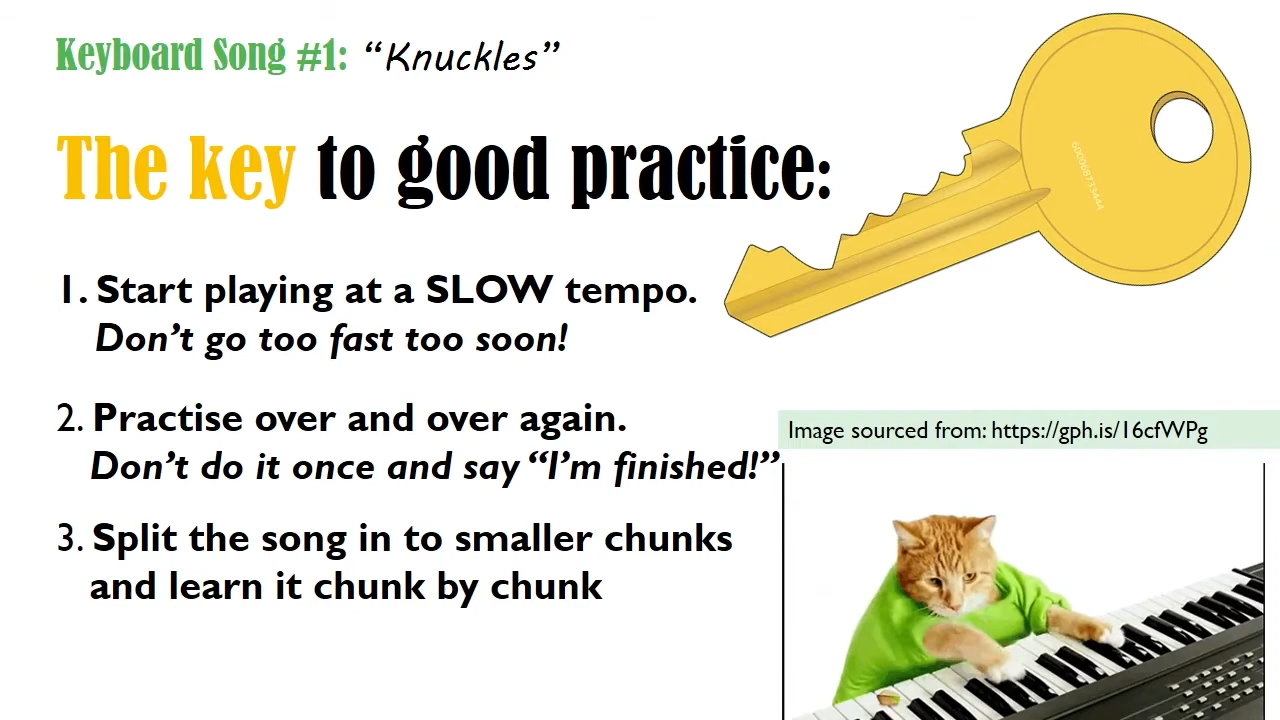 Keyboard Song #1: “Knuckles”
The key to good practice:
1. Start playing at a SLOW tempo.
Don’t go too fast too soon!
2. Practise over and over again.
Don’t do it once and say “I’m finished!”
3. Split the song in to smaller chunks
and learn it chunk by chunk
Image sourced from: https://gph.is/16cfWPg